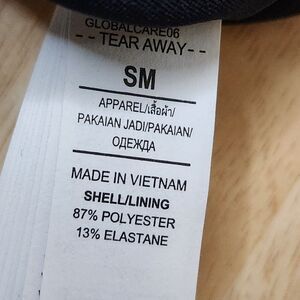 GLOBALCARE06
-- TEAR AWAY --
SM
APPAREL/เสื้อผ้า/
PAKAIAN JADI/PAKAIAN/
ОДЕЖДА
MADE IN VIETNAM
SHELL/LINING
87% POLYESTER
13% ELASTANE